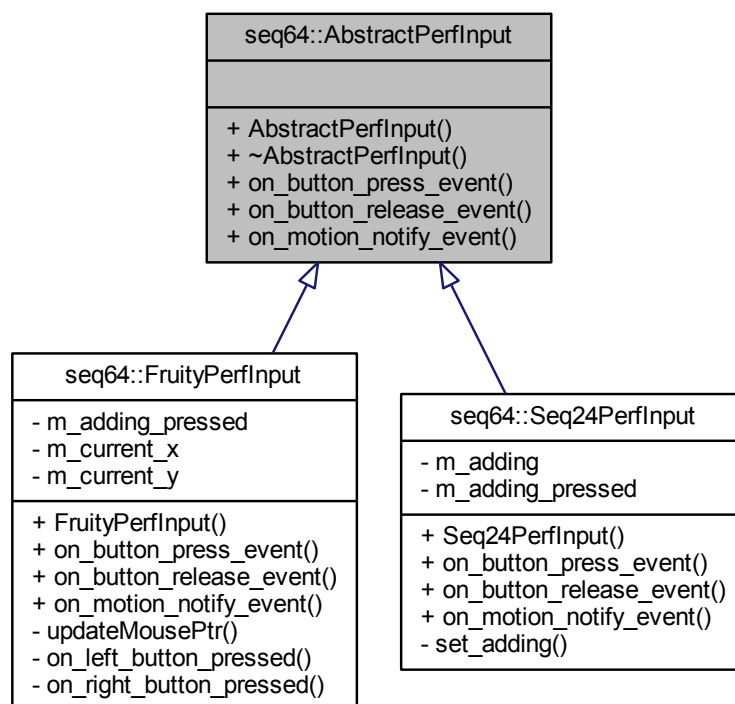 seq64::AbstractPerfInput
+ AbstractPerfInput()
+ ~AbstractPerfInput()
+ on_button_press_event()
+ on_button_release_event()
+ on_motion_notify_event()
seq64::FruityPerfInput
- m_adding_pressed
- m_current_x
- m_current_y
+ FruityPerfInput()
+ on_button_press_event()
+ on_button_release_event()
+ on_motion_notify_event()
- updateMousePtr()
- on_left_button_pressed()
- on_right_button_pressed()
seq64::Seq24PerfInput
- m_adding
- m_adding_pressed
+ Seq24PerfInput()
+ on_button_press_event()
+ on_button_release_event()
+ on_motion_notify_event()
- set_adding()